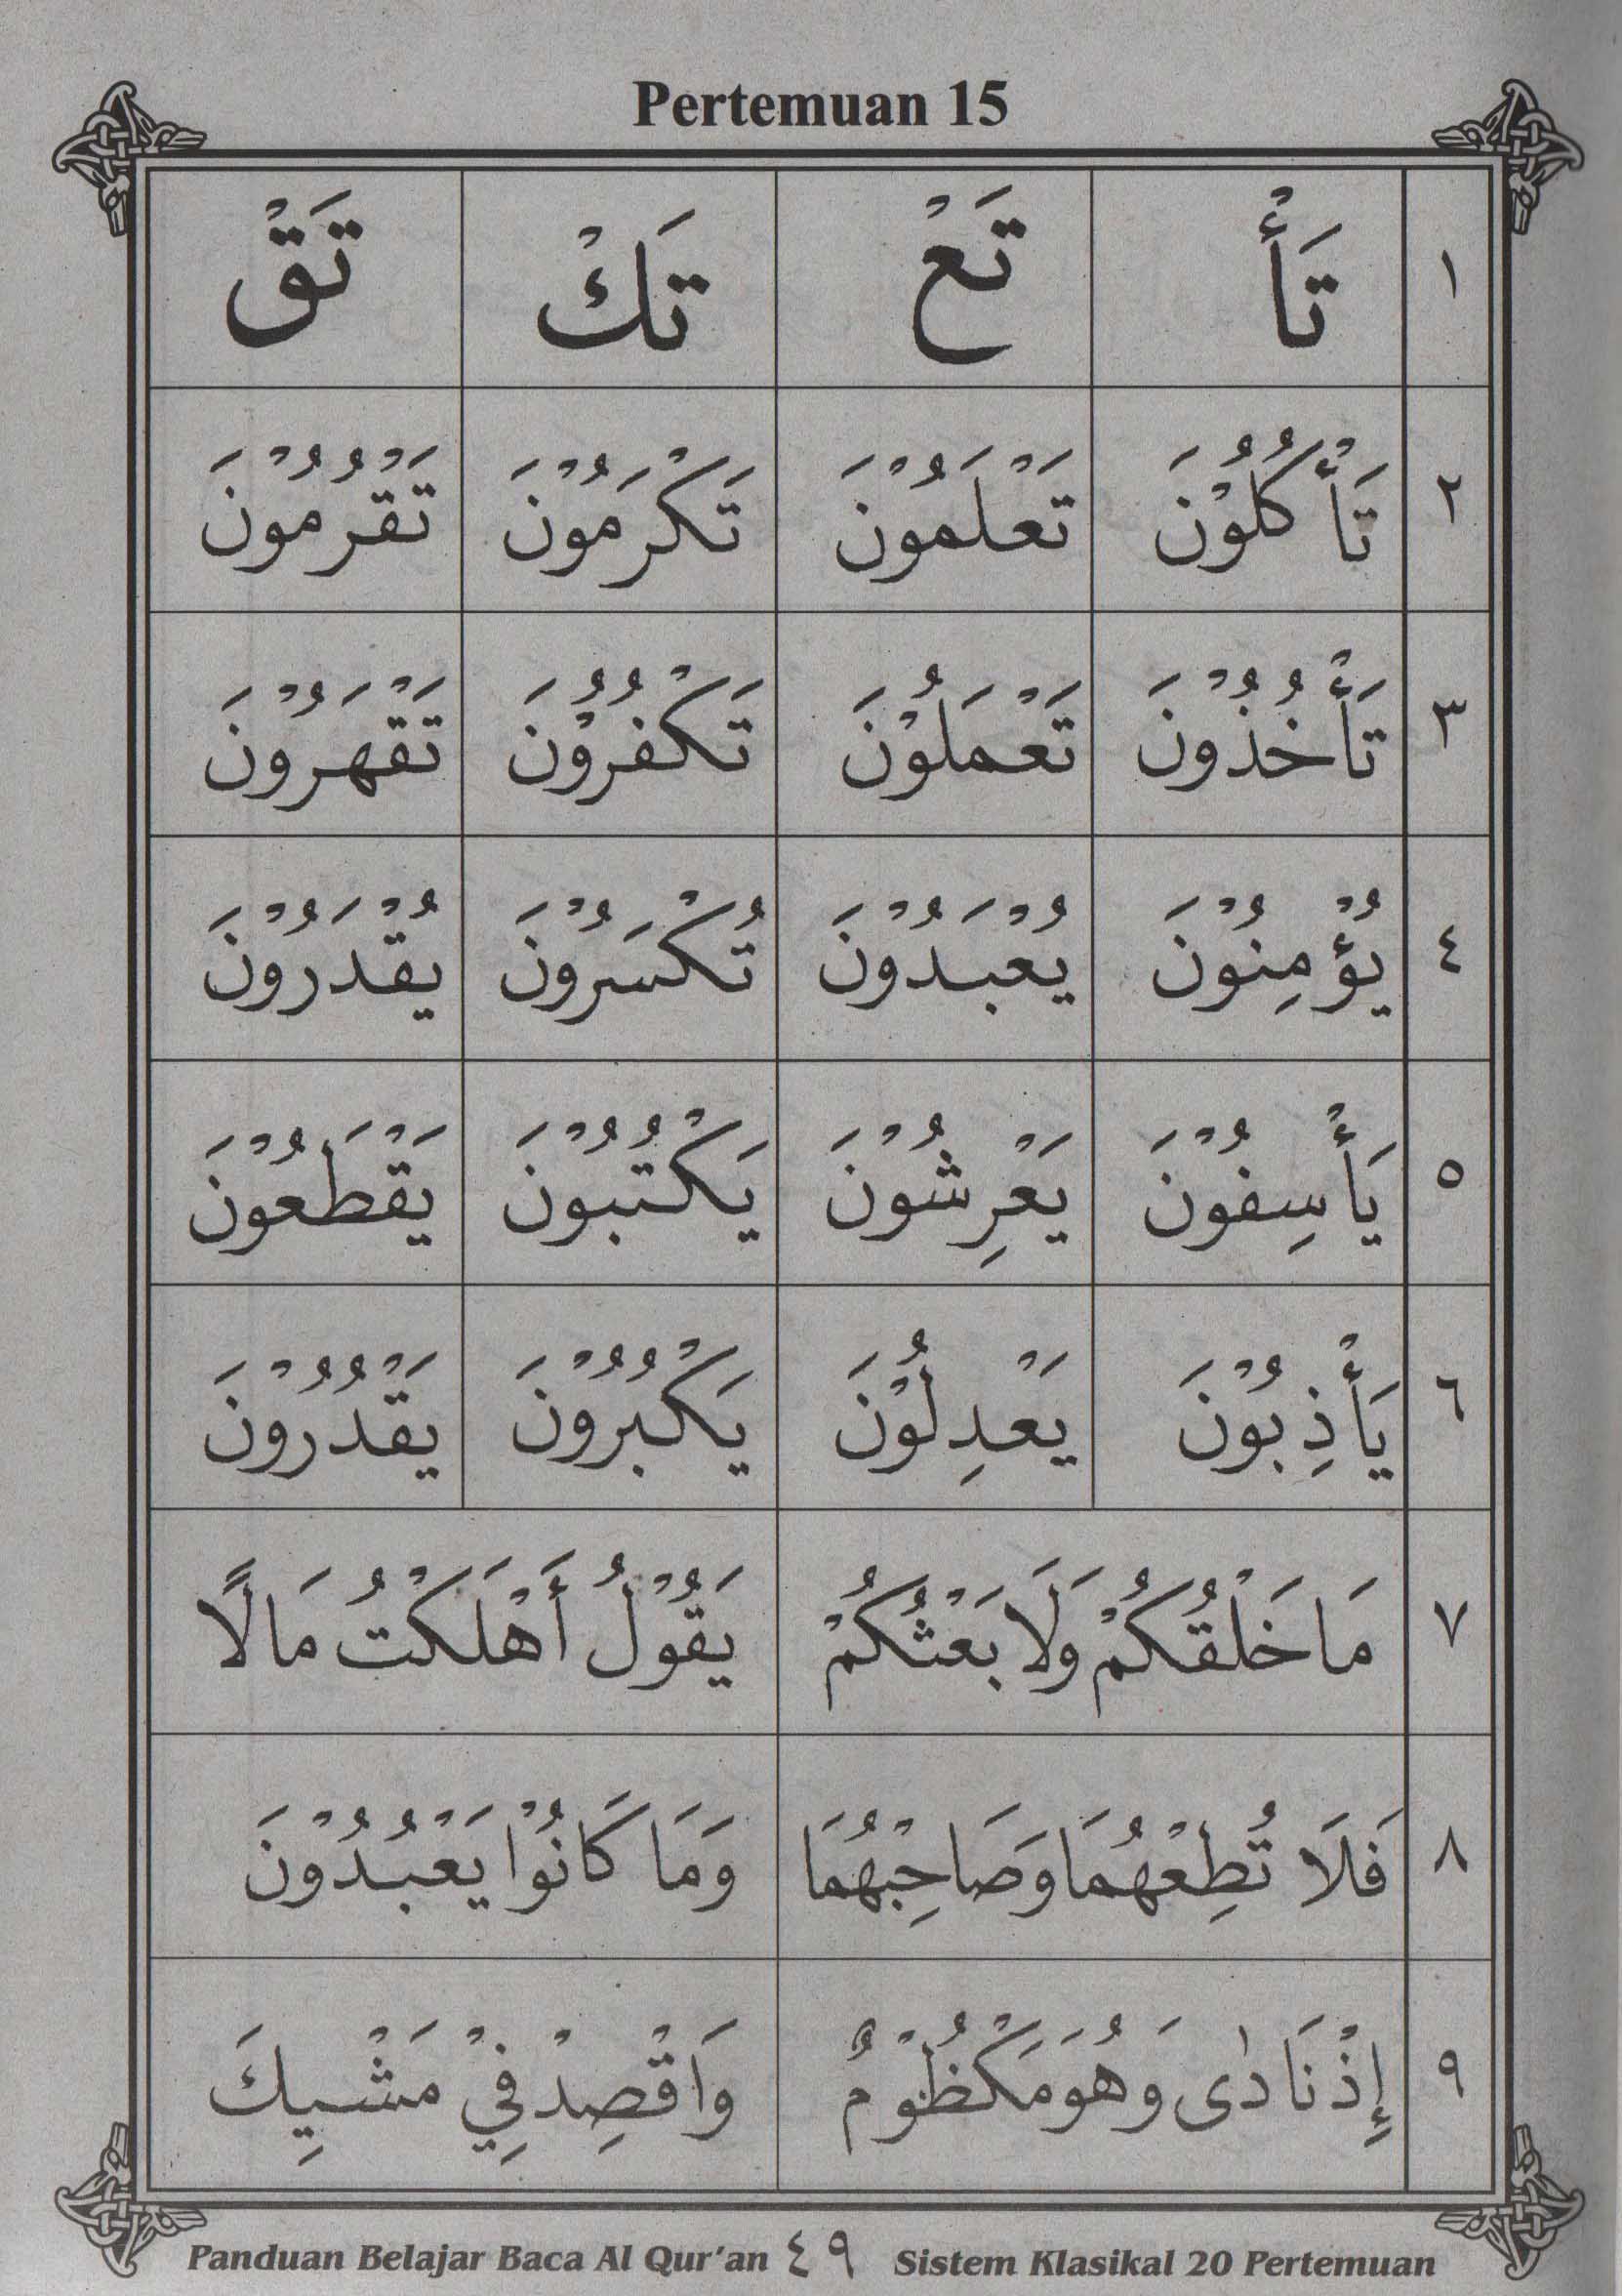 Pertemuan 15
١ تَأْ تَعْ تَكْ تَقْ
٢ تَأْكُلُوْنَ تَعْلَمُوْنَ تَكْرَمُوْنَ تَقْرُمُوْنَ
٣ تَأْخُذُوْنَ تَعْمَلُوْنَ تَكْفُرُوْنَ تَقْهَرُوْنَ
٤ يُؤْمِنُوْنَ يُعْبَدُوْنَ تُكْسَرُوْنَ يُقْدَرُوْنَ
٥ يَأْسِفُوْنَ يَعْرِشُوْنَ يَكْتُبُوْنَ يَقْطَعُوْنَ
٦ يَأْذِبُوْنَ يَعْدِلُوْنَ يَكْبُرُوْنَ يَقْدُرُوْنَ
٧ مَا خَلْقُكُمْ وَلَا بَعْثُكُمْ يَقُوْلُ أَهْلَكْتُ مَالًا
٨ فَلَا تُطِعْهُمَا وَصَاحِبْهُمَا وَمَا كَانُوْا يَعْبُدُوْنَ
٩ إِذْ نَادٰى وَهُوَ مَكْظُوْمٌ وَاقْصِدْ فِيْ مَشْيِكَ
Panduan Belajar Baca Al Qur'an ٤٩ Sistem Klasikal 20 Pertemuan